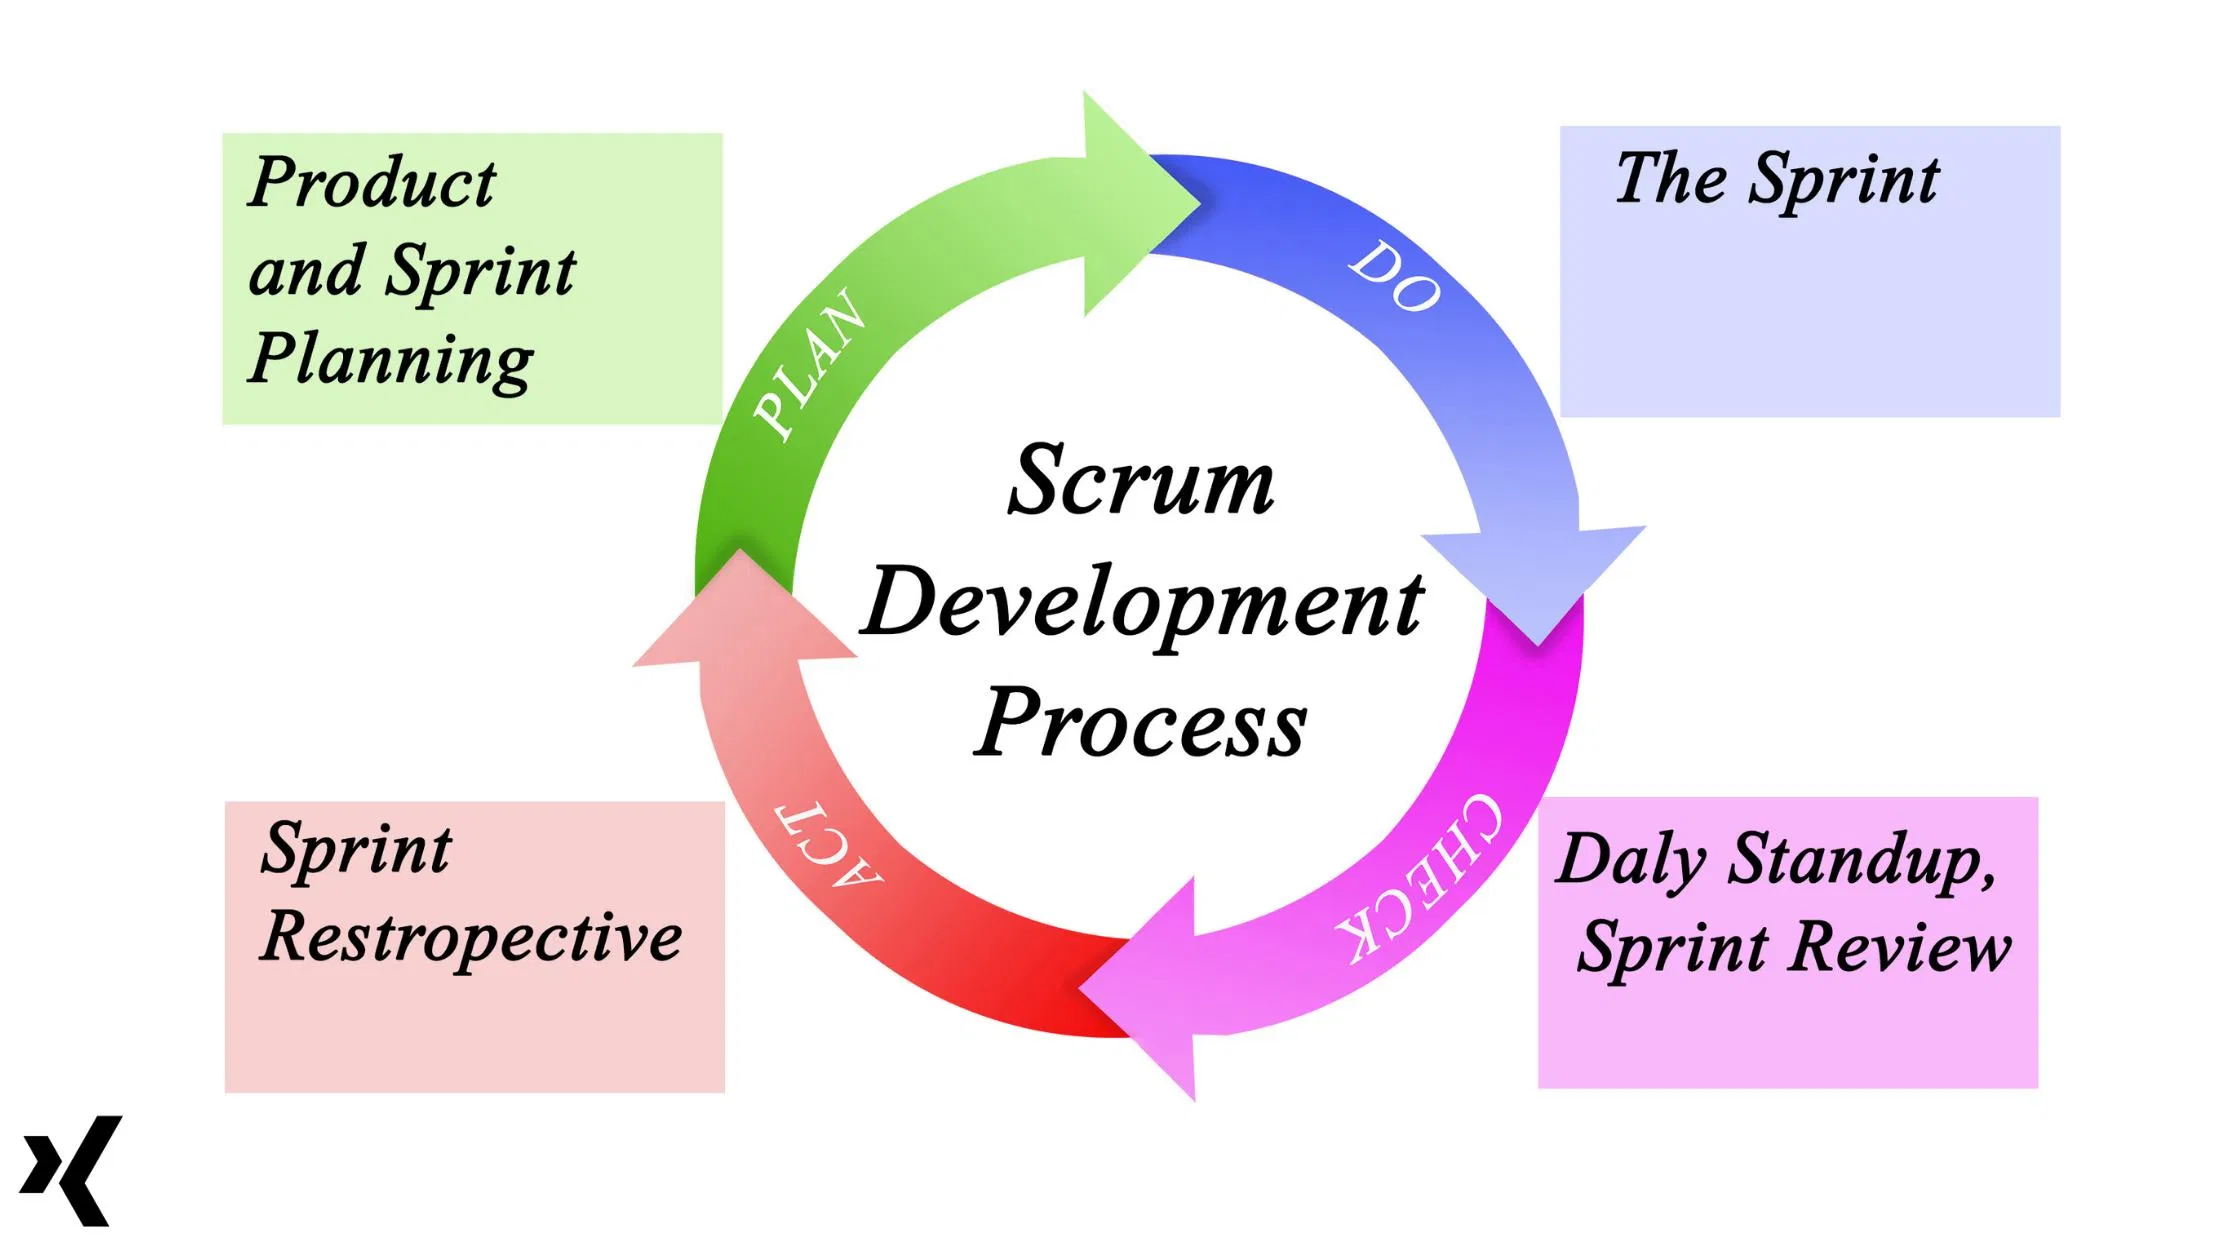 Product
and Sprint
Planning
The Sprint
PLAN
DO
Scrum
Development
Process
ACT
CHECK
Sprint
Restropective
Daly Standup,
Sprint Review